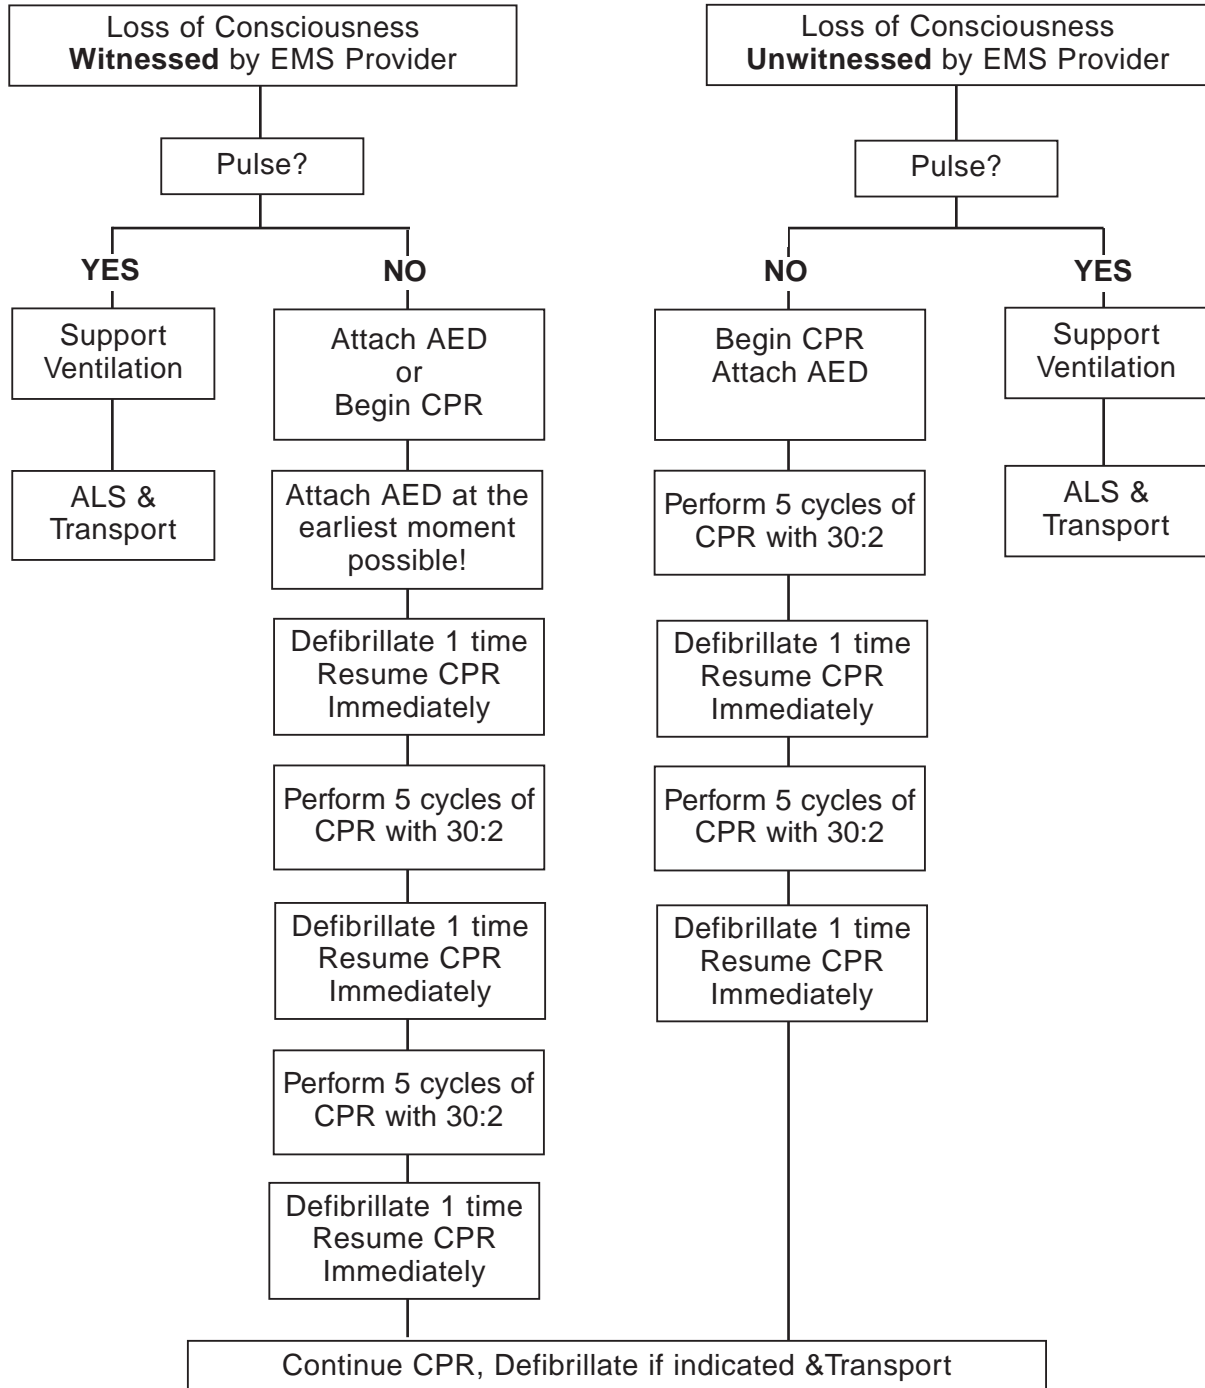 Loss of Consciousness
Witnessed by EMS Provider
Pulse?
YES
NO
Support
Ventilation
ALS &
Transport
Attach AED
or
Begin CPR
Attach AED at the
earliest moment
possible!
Defibrillate 1 time
Resume CPR
Immediately
Perform 5 cycles of
CPR with 30:2
Defibrillate 1 time
Resume CPR
Immediately
Perform 5 cycles of
CPR with 30:2
Defibrillate 1 time
Resume CPR
Immediately
Loss of Consciousness
Unwitnessed by EMS Provider
Pulse?
NO
YES
Begin CPR
Attach AED
Perform 5 cycles of
CPR with 30:2
Defibrillate 1 time
Resume CPR
Immediately
Perform 5 cycles of
CPR with 30:2
Defibrillate 1 time
Resume CPR
Immediately
Support
Ventilation
ALS &
Transport
Continue CPR, Defibrillate if indicated &Transport